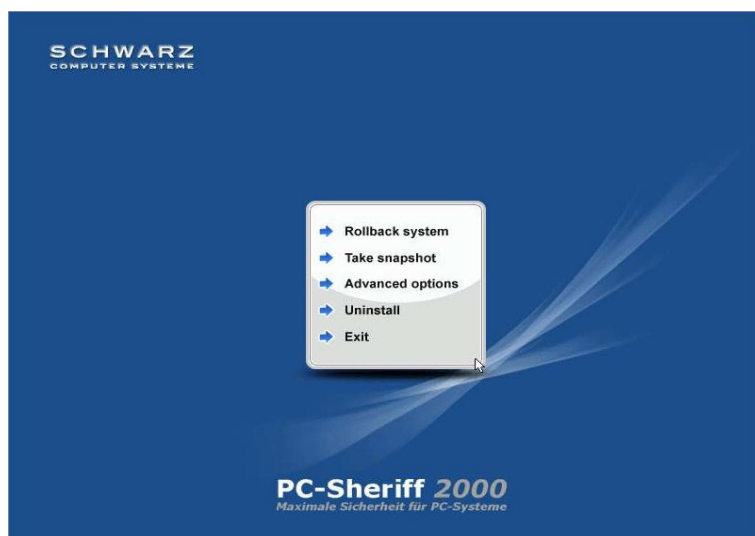 SCHWARZ
COMPUTER SYSTEME
Rollback system
Take snapshot
Advanced options
Uninstall
Exit
PC-Sheriff 2000
Maximale Sicherheit für PC-Systeme